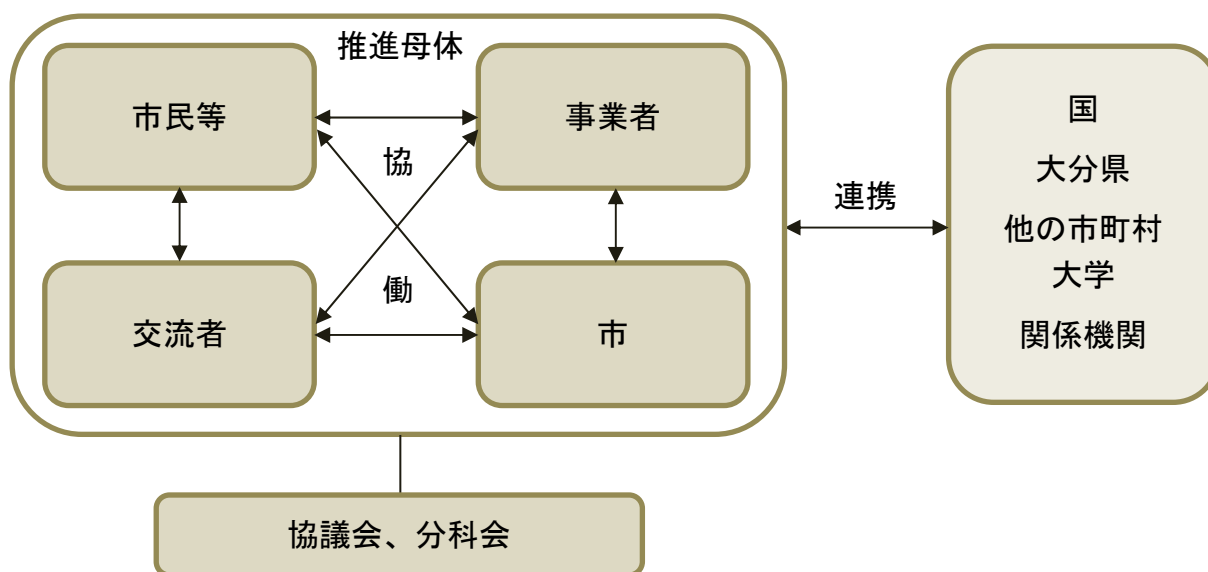 推進母体
市民等
事業者
協
働
交流者
市
連携
国
大分県
他の市町村
大学
関係機関
協議会、分科会